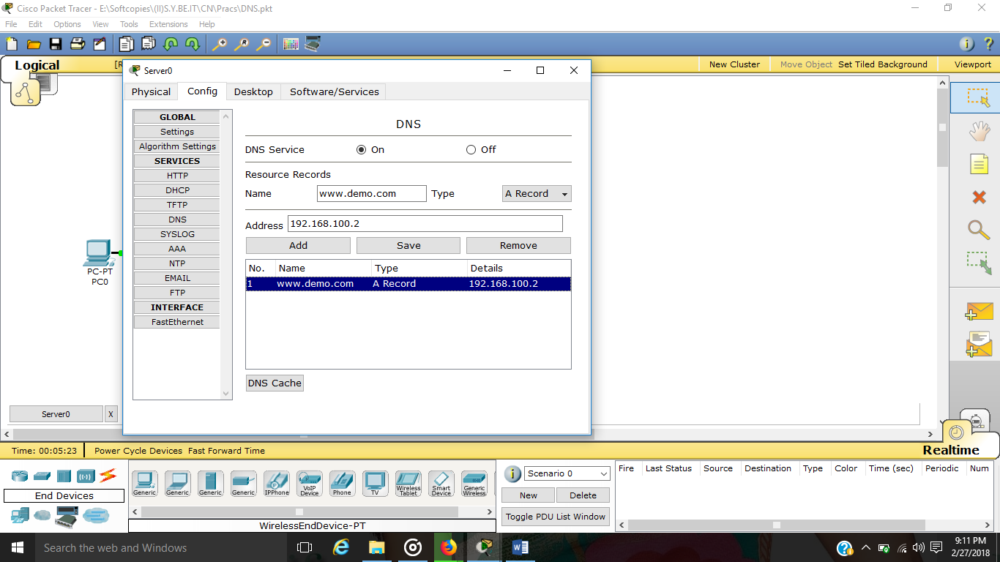 Cisco Packet Tracer - E:\Softcopies\(II)S.Y.BE.IT\CN\Pracs\DNS.pkt
File Edit Options View Tools Extensions Help
Logical
[R
New Cluster Move Object Set Tiled Background Viewport
Server0
Physical Config Desktop Software/Services
GLOBAL
Settings
Algorithm Settings
SERVICES
HTTP
DHCP
TFTP
DNS
SYSLOG
AAA
NTP
EMAIL
FTP
INTERFACE
FastEthernet
DNS
DNS Service On Off
Resource Records
Name www.demo.com Type A Record
Address 192.168.100.2
Add Save Remove
No. Name Type Details
1 www.demo.com A Record 192.168.100.2
DNS Cache
PC-PT
PC0
Server0 X
Time: 00:05:23 Power Cycle Devices Fast Forward Time
Realtime
End Devices
Generic Generic Generic Generic IPPhone VoIP Device Phone TV Wireless Tablet Smart Device Generic Wireless
WirelessEndDevice-PT
Scenario 0
New Delete
Toggle PDU List Window
Fire Last Status Source Destination Type Color Time (sec) Periodic Num
Search the web and Windows
9:11 PM
2/27/2018